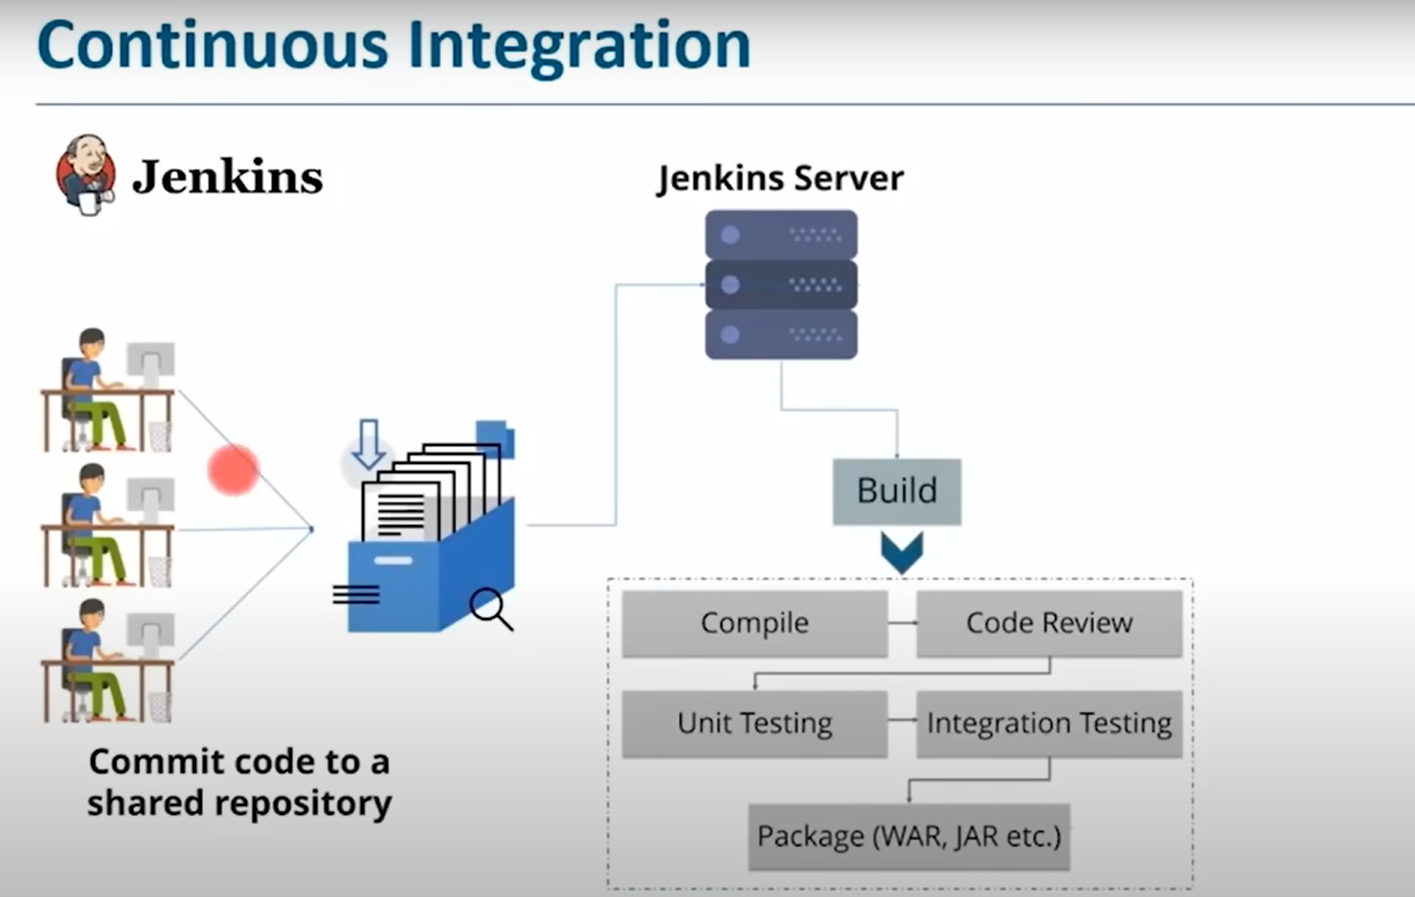 Continuous Integration
Jenkins
Jenkins Server
Build
Compile
Code Review
Unit Testing
Integration Testing
Package (WAR, JAR etc.)
Commit code to a
shared repository